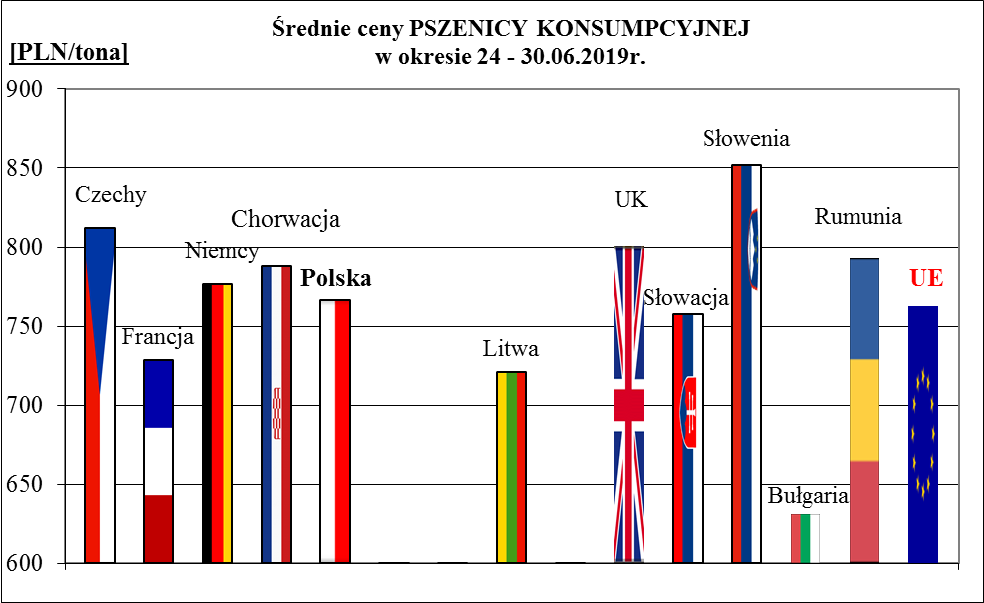 Średnie ceny PSZENICY KONSUMPCYJNEJ
w okresie 24 - 30.06.2019r.
[PLN/tona]
900
850
800
750
700
650
600
Czechy
Francja
Niemcy
Chorwacja
Polska
Litwa
UK
Słowacja
Słowenia
Bułgaria
Rumunia
UE